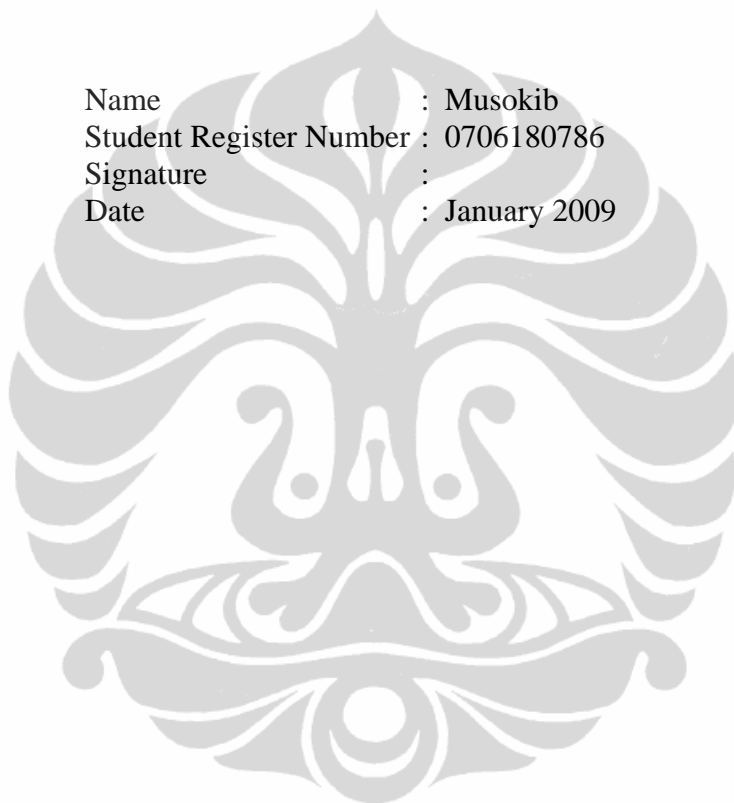 Name : Musokib
Student Register Number : 0706180786
Signature :
Date : January 2009